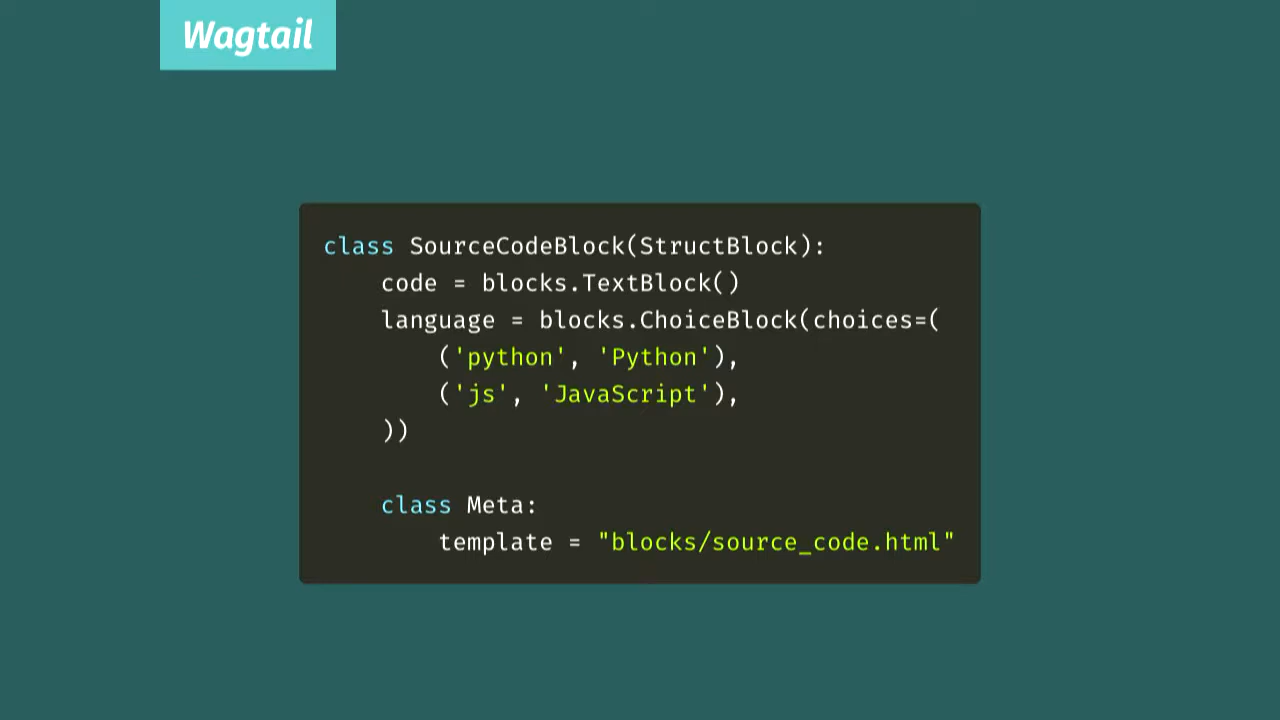 Wagtail
class SourceCodeBlock(StructBlock):
    code = blocks.TextBlock()
    language = blocks.ChoiceBlock(choices=(
        ('python', 'Python'),
        ('js', 'JavaScript'),
    ))
    class Meta:
        template = "blocks/source_code.html"